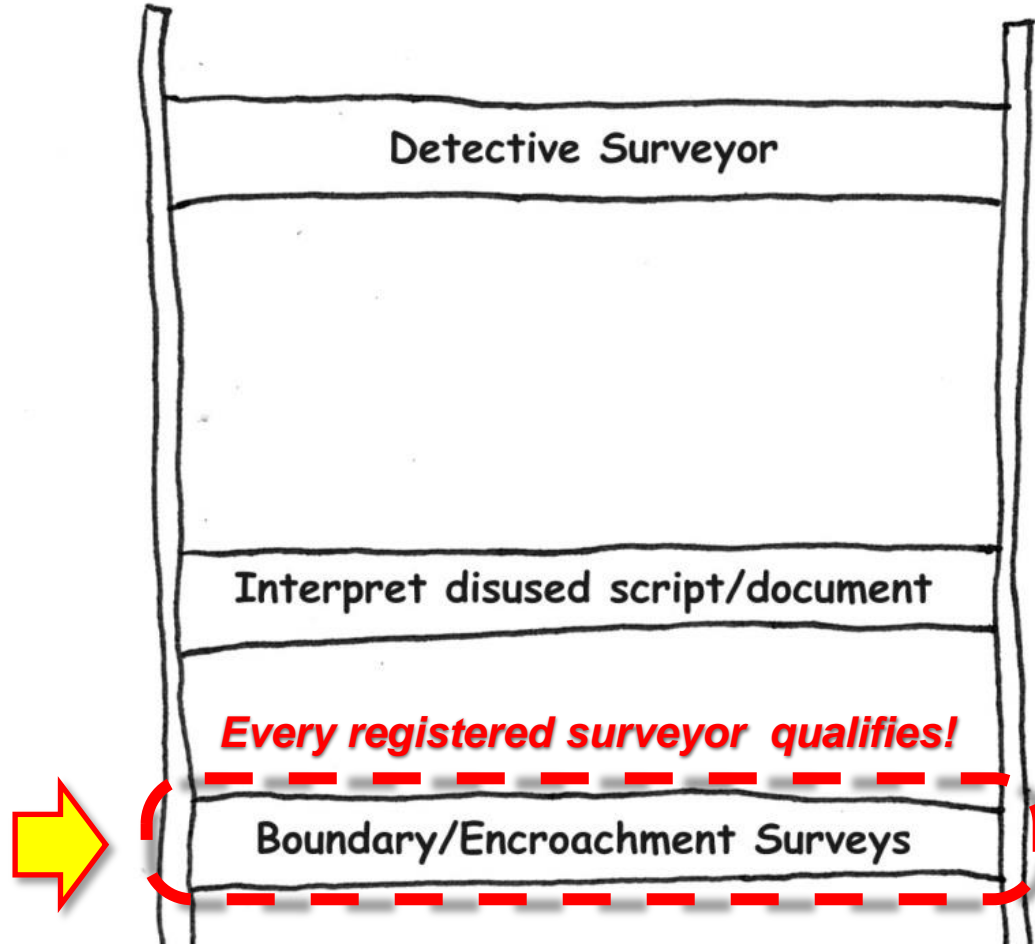 Detective Surveyor
Interpret disused script/document
Every registered surveyor qualifies!
Boundary/Encroachment Surveys